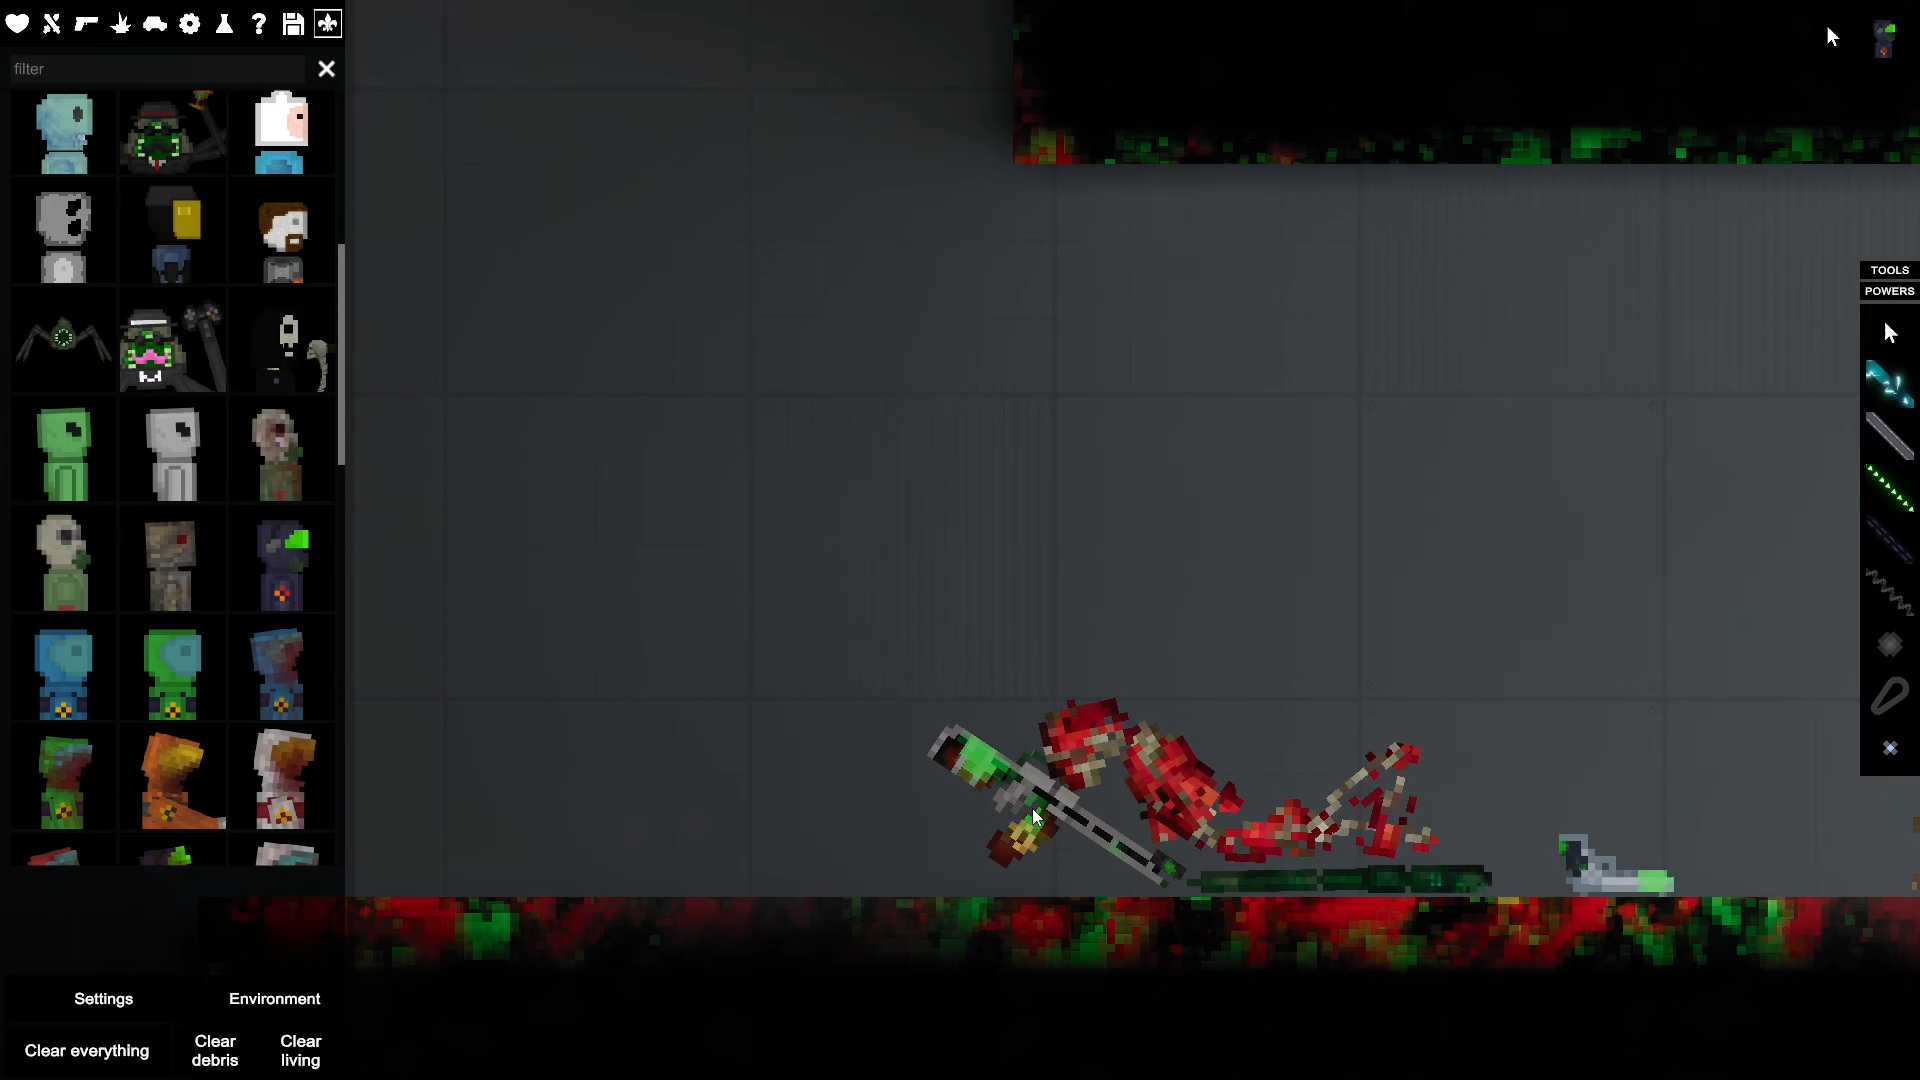 filter
TOOLS
POWERS
Settings
Environment
Clear everything
Clear
debris
Clear
living